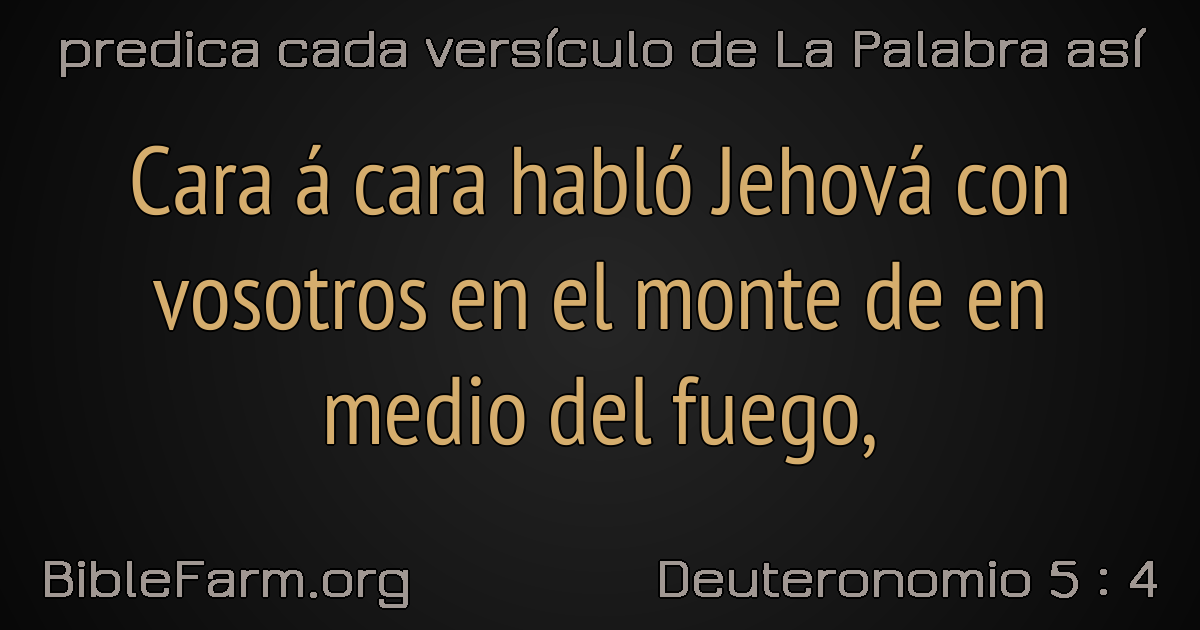 predica cada versículo de La Palabra así
Cara á cara habló Jehová con
vosotros en el monte de en
medio del fuego,
BibleFarm.org
Deuteronomio 5 : 4